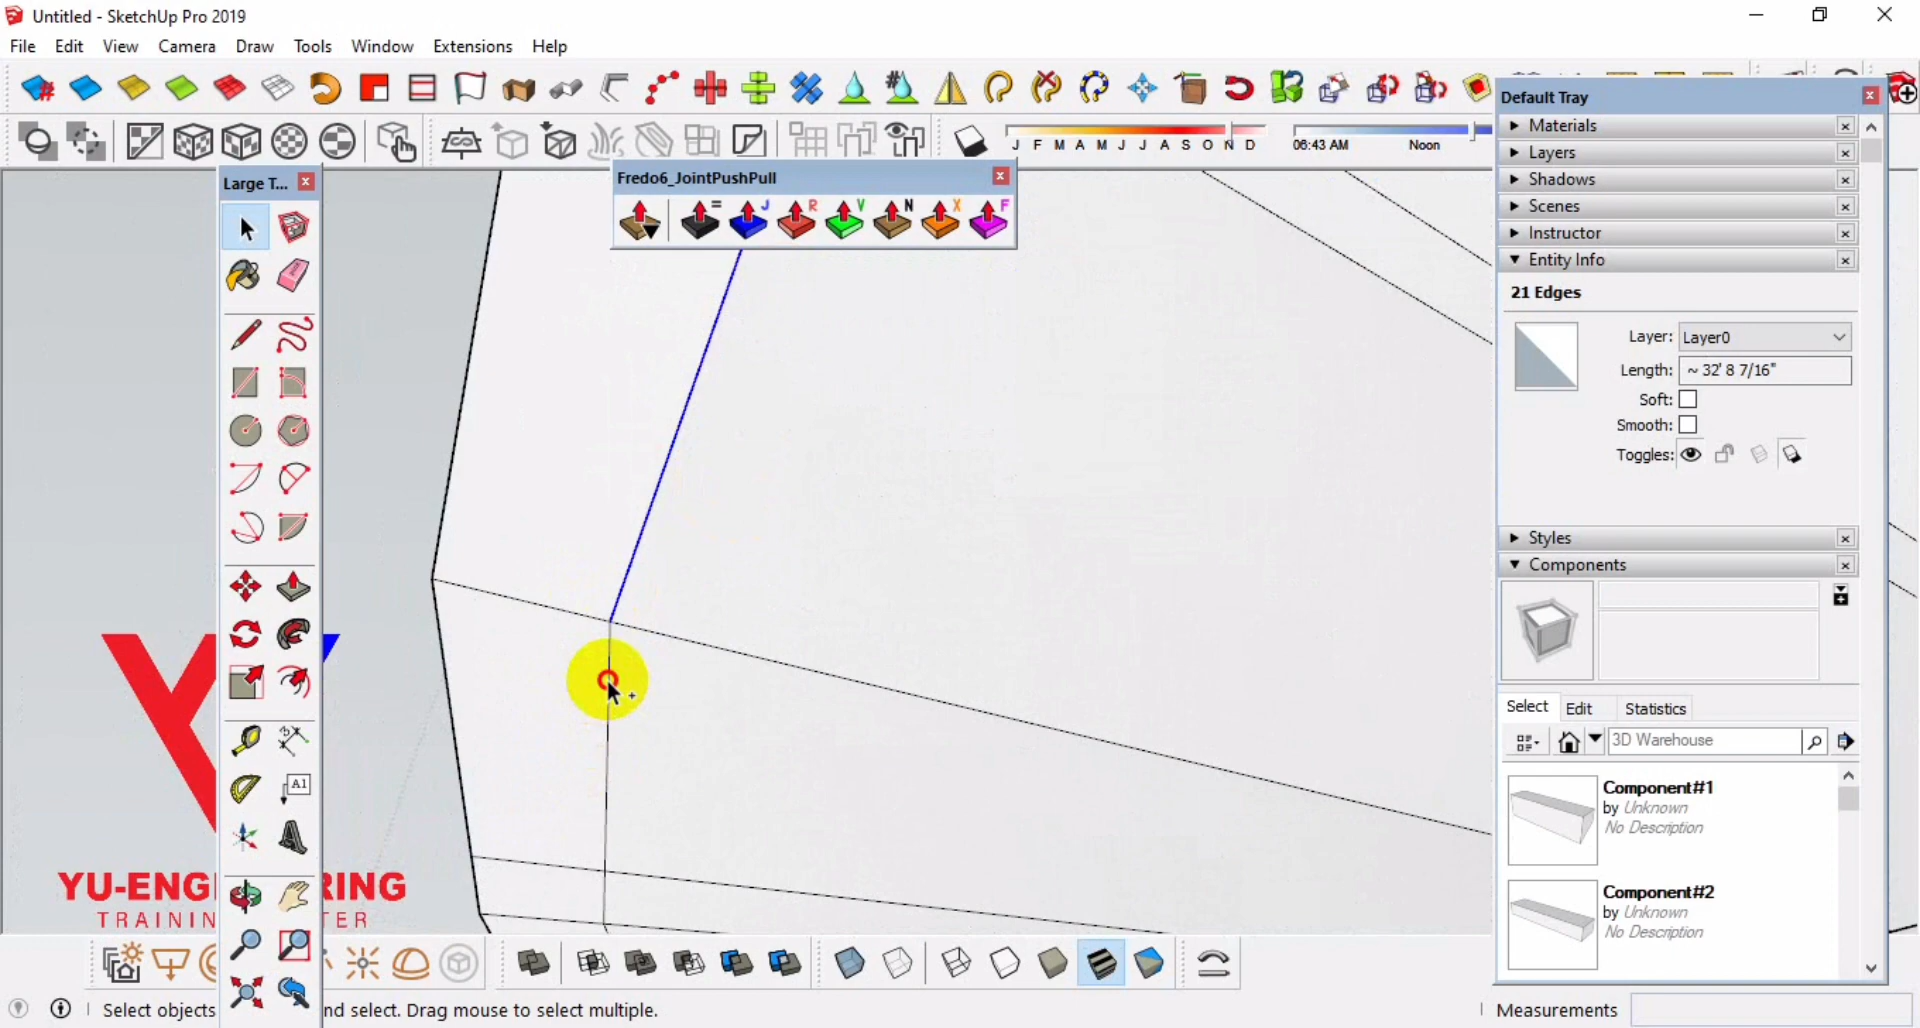 Untitled - SketchUp Pro 2019
File Edit View Camera Draw Tools Window Extensions Help
Default Tray
Materials
Layers
Shadows
Scenes
Instructor
Entity Info
21 Edges
Layer: Layer0
Length: ~ 32' 8 7/16"
Soft:
Smooth:
Toggles:
Styles
Components
Select Edit Statistics
3D Warehouse
Component#1
by Unknown
No Description
Component#2
by Unknown
No Description
J F M A M J J A S O N D
06:43 AM Noon
Large T...
Fredo6_JointPushPull
= J R V N X F
A1
YU-ENGI RING
TRAININ TER
Select objects nd select. Drag mouse to select multiple.
Measurements